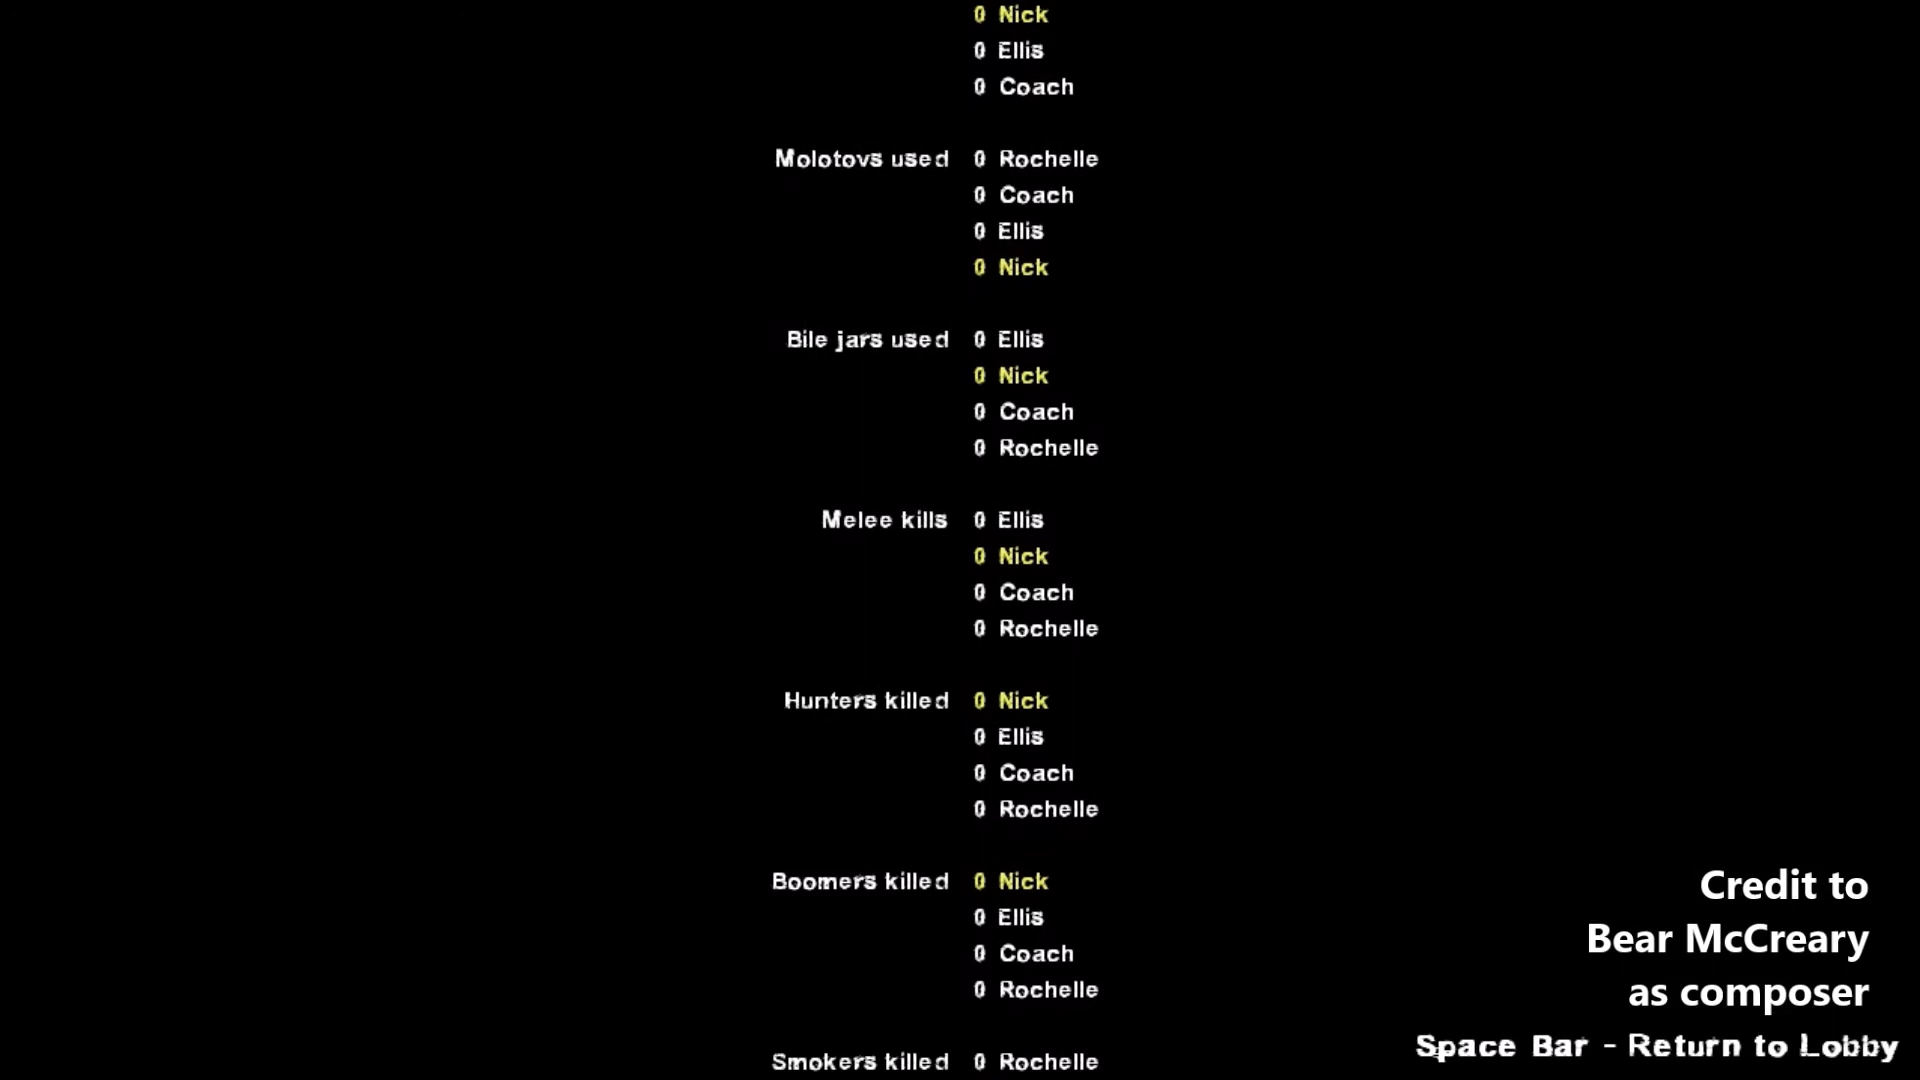 0 Nick
0 Ellis
0 Coach
Molotovs used 0 Rochelle
0 Coach
0 Ellis
0 Nick
Bile jars used 0 Ellis
0 Nick
0 Coach
0 Rochelle
Melee kills 0 Ellis
0 Nick
0 Coach
0 Rochelle
Hunters killed 0 Nick
0 Ellis
0 Coach
0 Rochelle
Boomers killed 0 Nick
0 Ellis
0 Coach
0 Rochelle
Smokers killed 0 Rochelle
Credit to
Bear McCreary
as composer
Space Bar - Return to Lobby